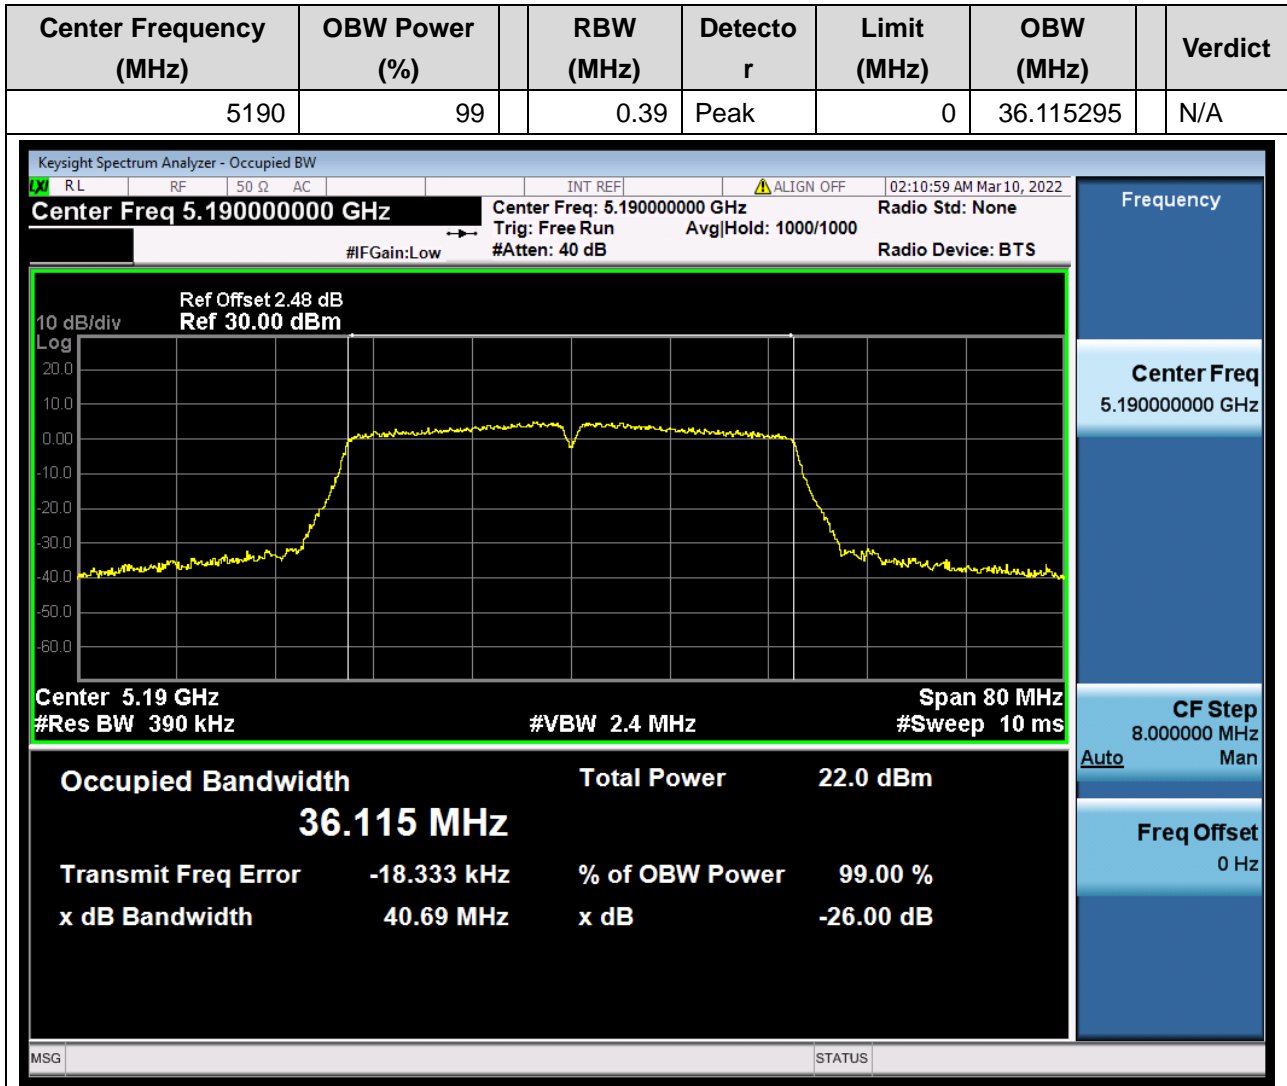 Center Frequency (MHz) OBW Power (%) RBW (MHz) Detecto r Limit (MHz) OBW (MHz) Verdict
5190 99 0.39 Peak 0 36.115295 N/A
Keysight Spectrum Analyzer - Occupied BW
LXI RL RF 50 Ω AC INT REF ALIGN OFF 02:10:59 AM Mar 10, 2022
Center Freq 5.190000000 GHz
Center Freq: 5.190000000 GHz Radio Std: None
Trig: Free Run Avg|Hold: 1000/1000
#IFGain:Low #Atten: 40 dB Radio Device: BTS
Ref Offset 2.48 dB
10 dB/div Ref 30.00 dBm
Log
20.0
10.0
0.00
-10.0
-20.0
-30.0
-40.0
-50.0
-60.0
Center 5.19 GHz Span 80 MHz
#Res BW 390 kHz #VBW 2.4 MHz #Sweep 10 ms
Occupied Bandwidth Total Power 22.0 dBm
36.115 MHz
Transmit Freq Error -18.333 kHz % of OBW Power 99.00 %
x dB Bandwidth 40.69 MHz x dB -26.00 dB
Frequency
Center Freq
5.190000000 GHz
CF Step
8.000000 MHz
Auto Man
Freq Offset
0 Hz
MSG STATUS